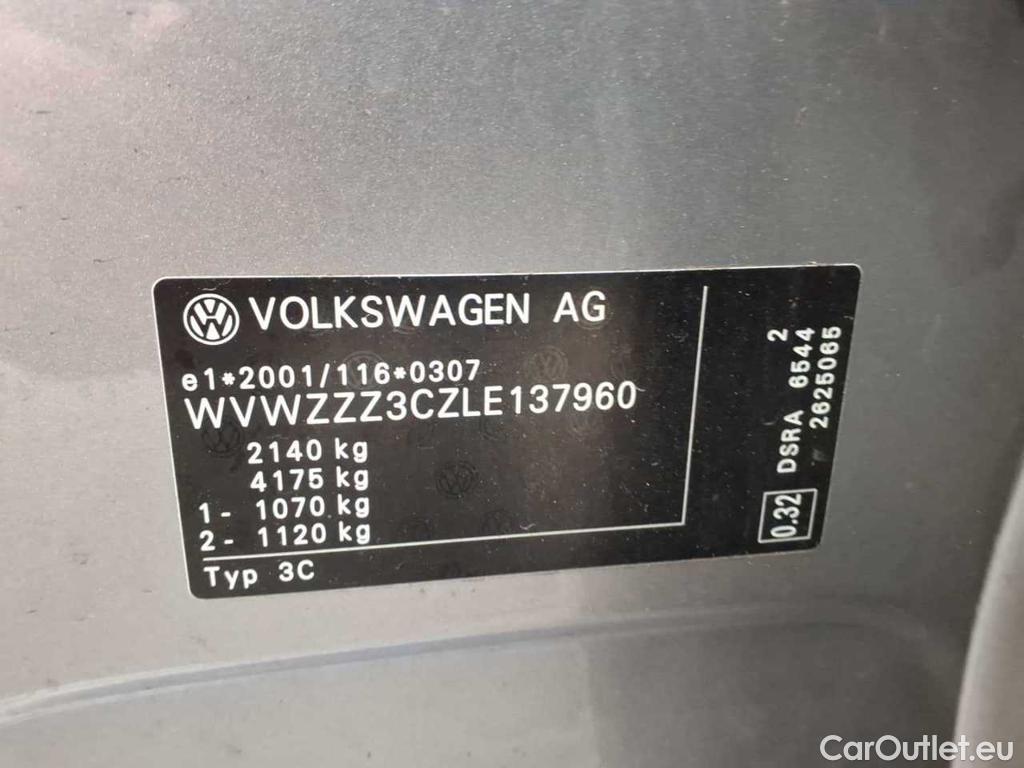 VOLKSWAGEN AG
e1*2001/116*0307
WVWZZZ3CZLE137960
2140 kg
4175 kg
1- 1070 kg
2- 1120 kg
Typ 3C
0.32 DSRA 6544 2
2625065
CarOutlet.eu